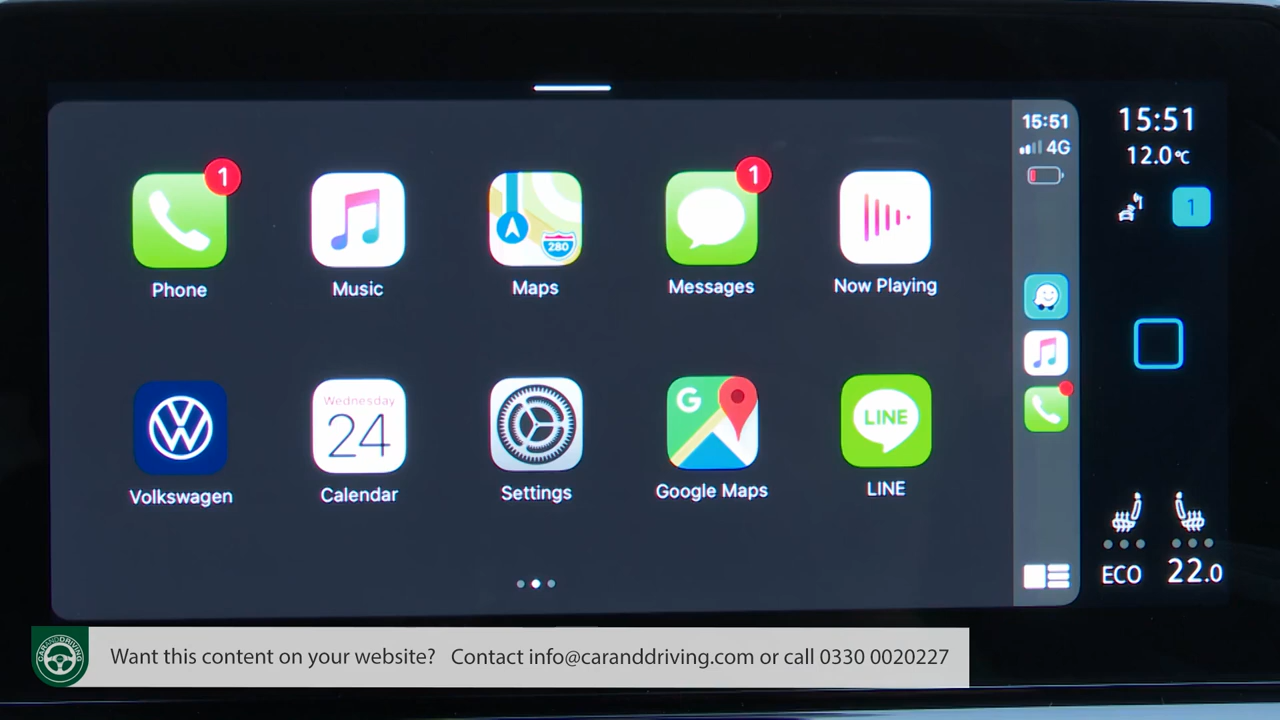 15:51
4G
15:51
12.0°C
1
1
1
280
Phone
Music
Maps
Messages
Now Playing
Wednesday
24
G
LINE
Volkswagen
Calendar
Settings
Google Maps
LINE
ECO
22.0
CARANDDRIVING
Want this content on your website? Contact info@caranddriving.com or call 0330 0020227